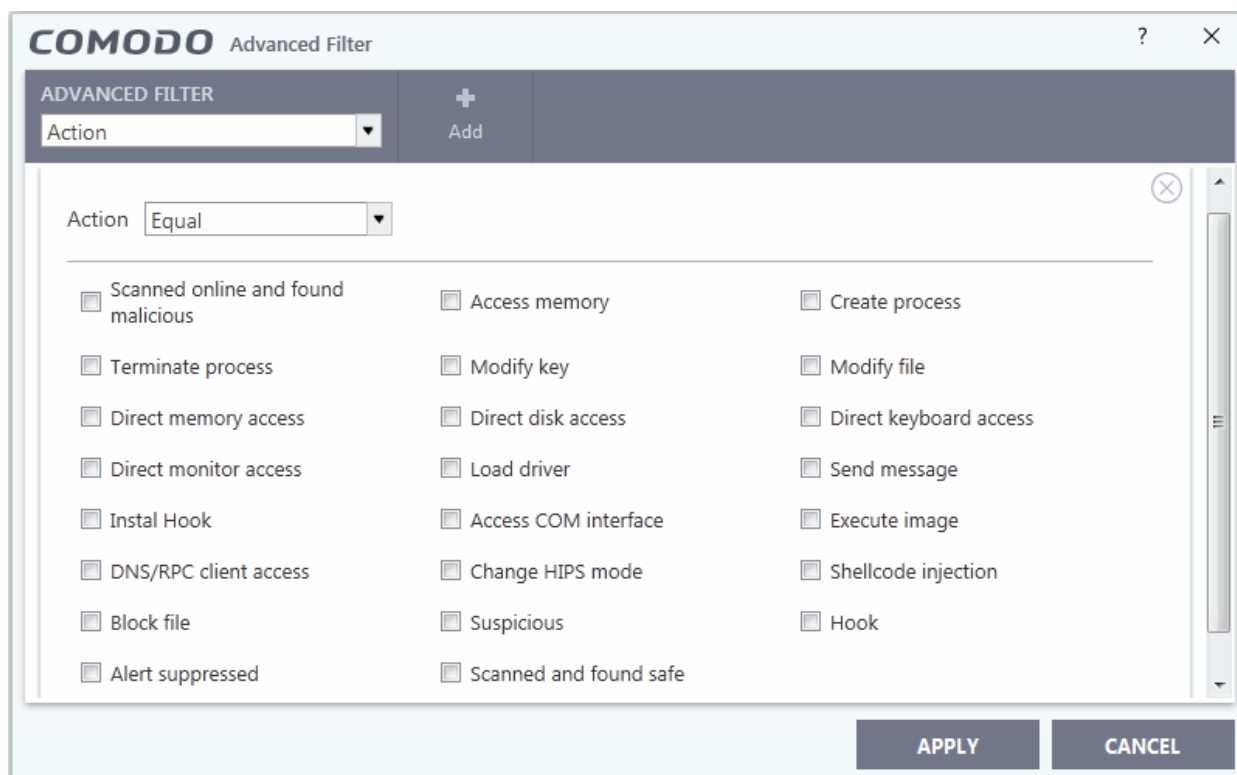 COMODO Advanced Filter ?
ADVANCED FILTER
Action
Add
Action Equal
Scanned online and found
malicious
Access memory
Create process
Terminate process
Modify key
Modify file
Direct memory access
Direct disk access
Direct keyboard access
Direct monitor access
Load driver
Send message
Instal Hook
Access COM interface
Execute image
DNS/RPC client access
Change HIPS mode
Shellcode injection
Block file
Suspicious
Hook
Alert suppressed
Scanned and found safe
APPLY
CANCEL